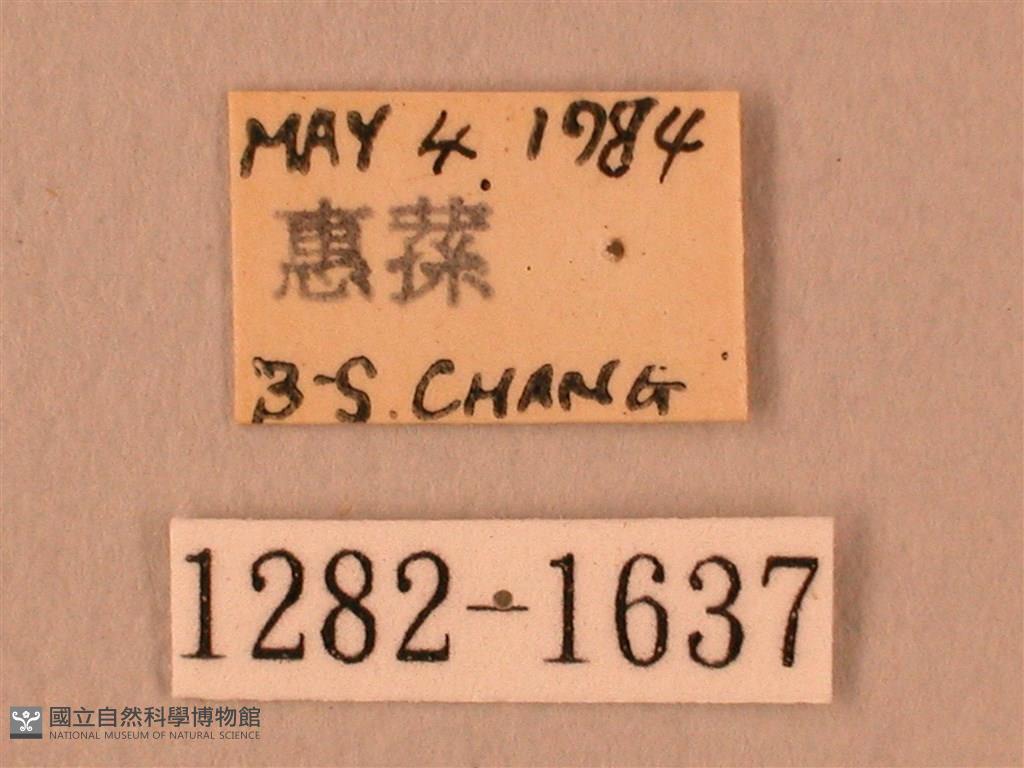 MAY 4. 1984
惠蓀
B-S. CHANG
1282-1637
國立自然科學博物館
NATIONAL MUSEUM OF NATURAL SCIENCE